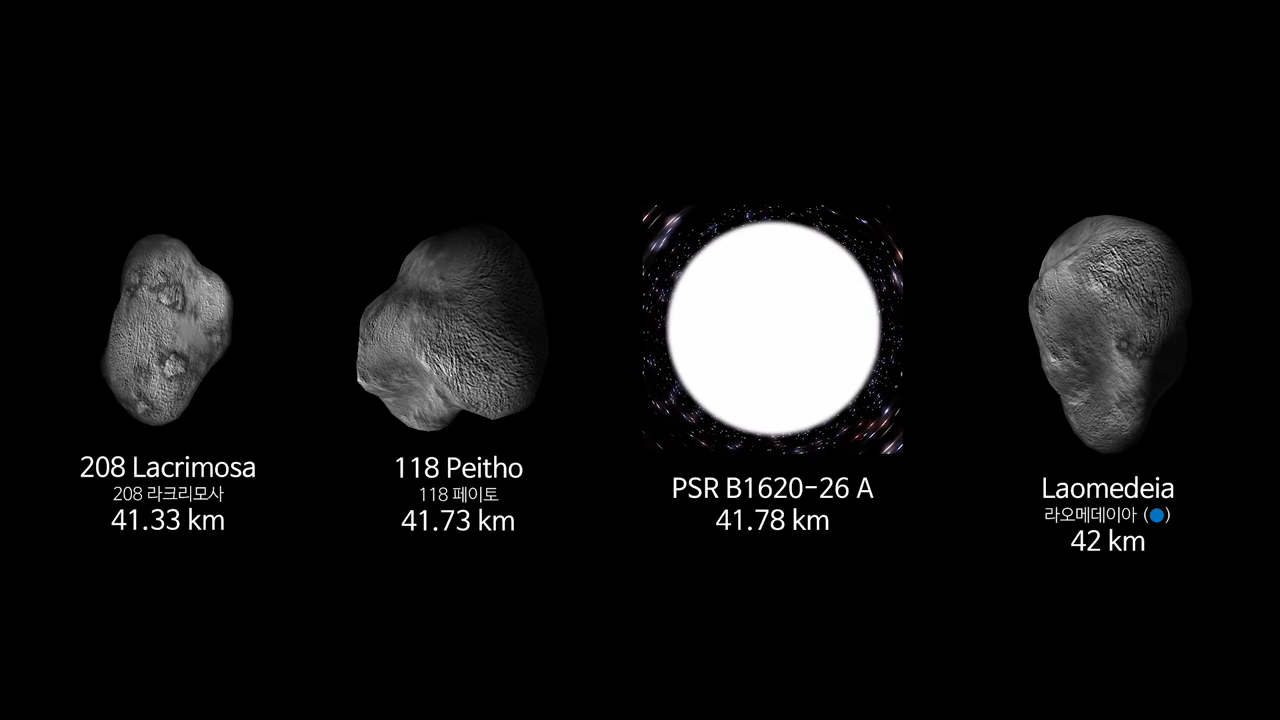 208 Lacrimosa
208 라크리모사
41.33 km
118 Peitho
118 페이토
41.73 km
PSR B1620-26 A
41.78 km
Laomedeia
라오메데이아 (🔵)
42 km